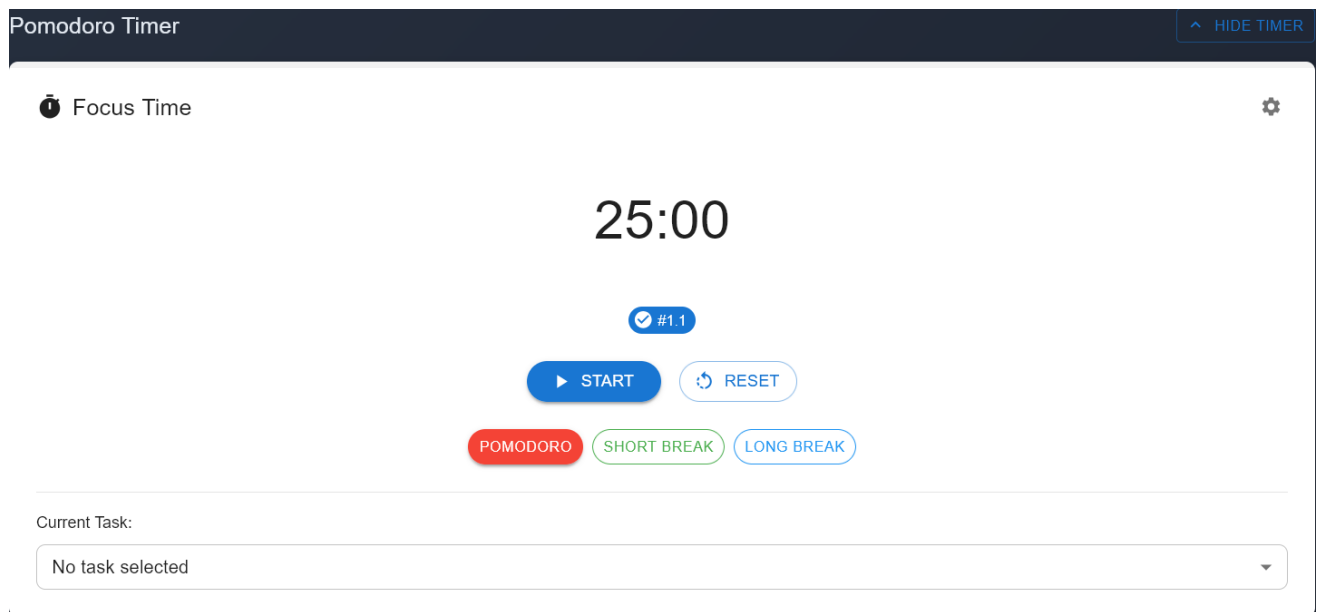 Pomodoro Timer
HIDE TIMER
Focus Time
25:00
#1.1
START
RESET
POMODORO
SHORT BREAK
LONG BREAK
Current Task:
No task selected